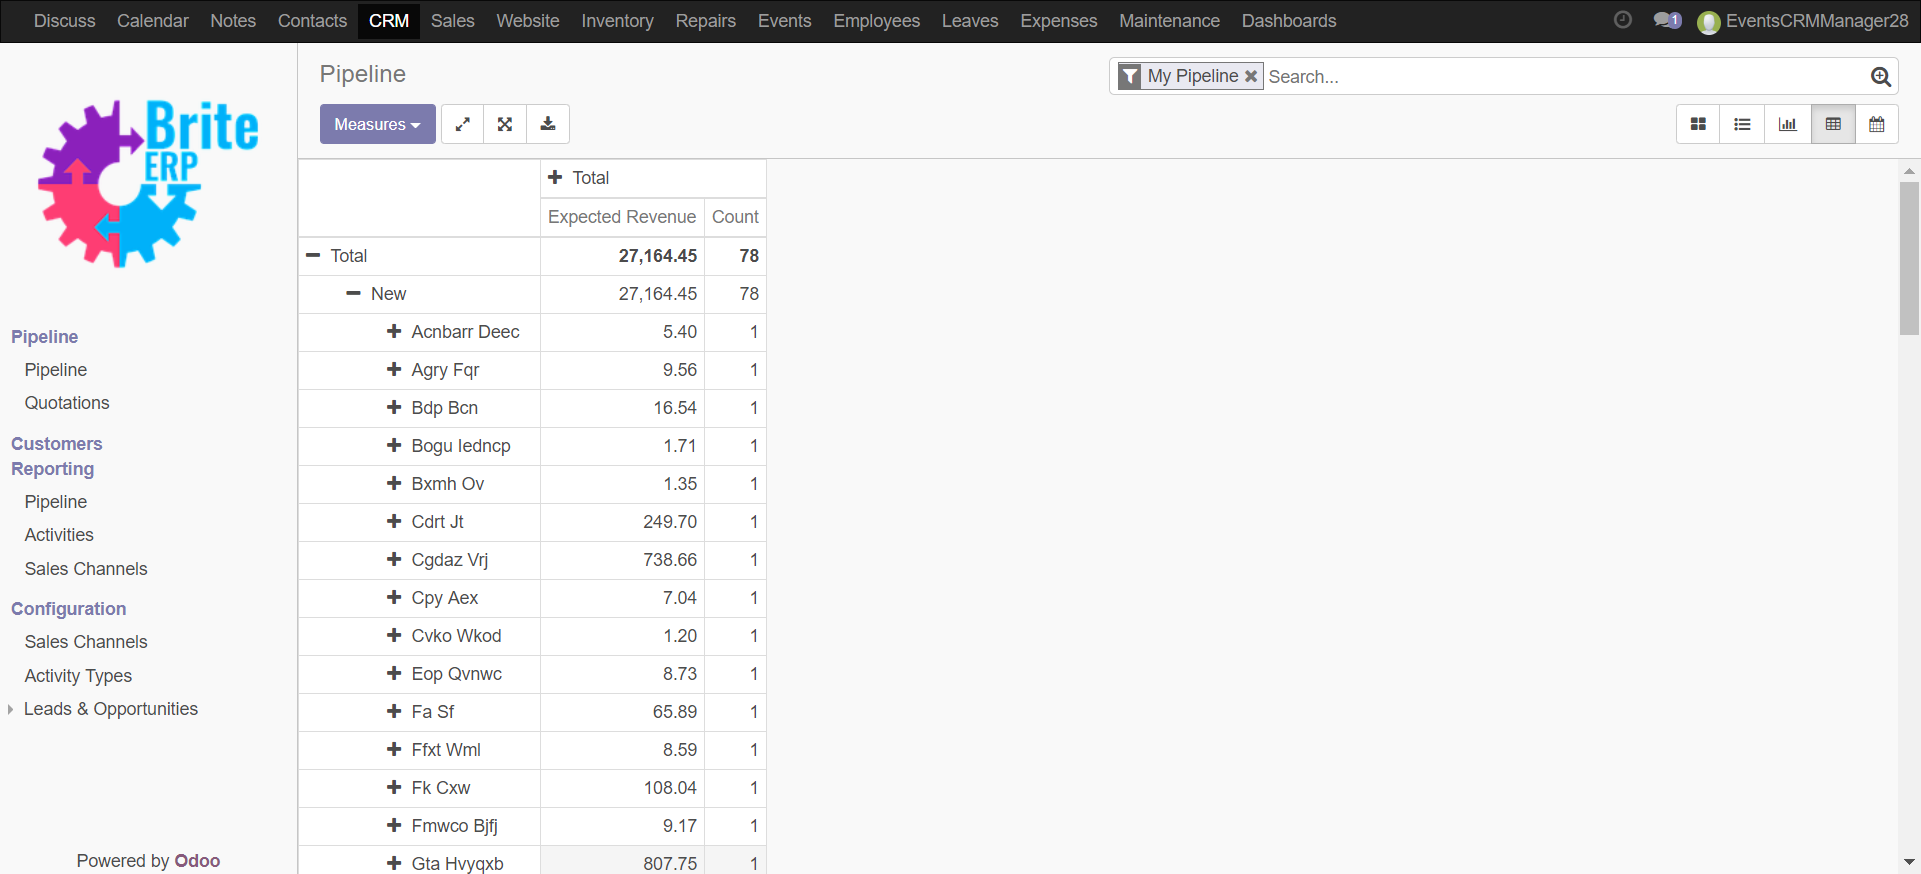 Discuss Calendar Notes Contacts CRM Sales Website Inventory Repairs Events Employees Leaves Expenses Maintenance Dashboards 1 EventsCRMManager28
Brite
ERP
Pipeline
Pipeline
Quotations
Customers
Reporting
Pipeline
Activities
Sales Channels
Configuration
Sales Channels
Activity Types
Leads & Opportunities
Powered by Odoo
Pipeline
My Pipeline Search...
Measures
Total
Expected Revenue Count
Total 27,164.45 78
New 27,164.45 78
Acnbarr Deec 5.40 1
Agry Fqr 9.56 1
Bdp Bcn 16.54 1
Bogu Iedncp 1.71 1
Bxmh Ov 1.35 1
Cdrt Jt 249.70 1
Cgdaz Vrj 738.66 1
Cpy Aex 7.04 1
Cvko Wkod 1.20 1
Eop Qvnwc 8.73 1
Fa Sf 65.89 1
Ffxt Wml 8.59 1
Fk Cxw 108.04 1
Fmwco Bjfj 9.17 1
Gta Hvyqxb 807.75 1